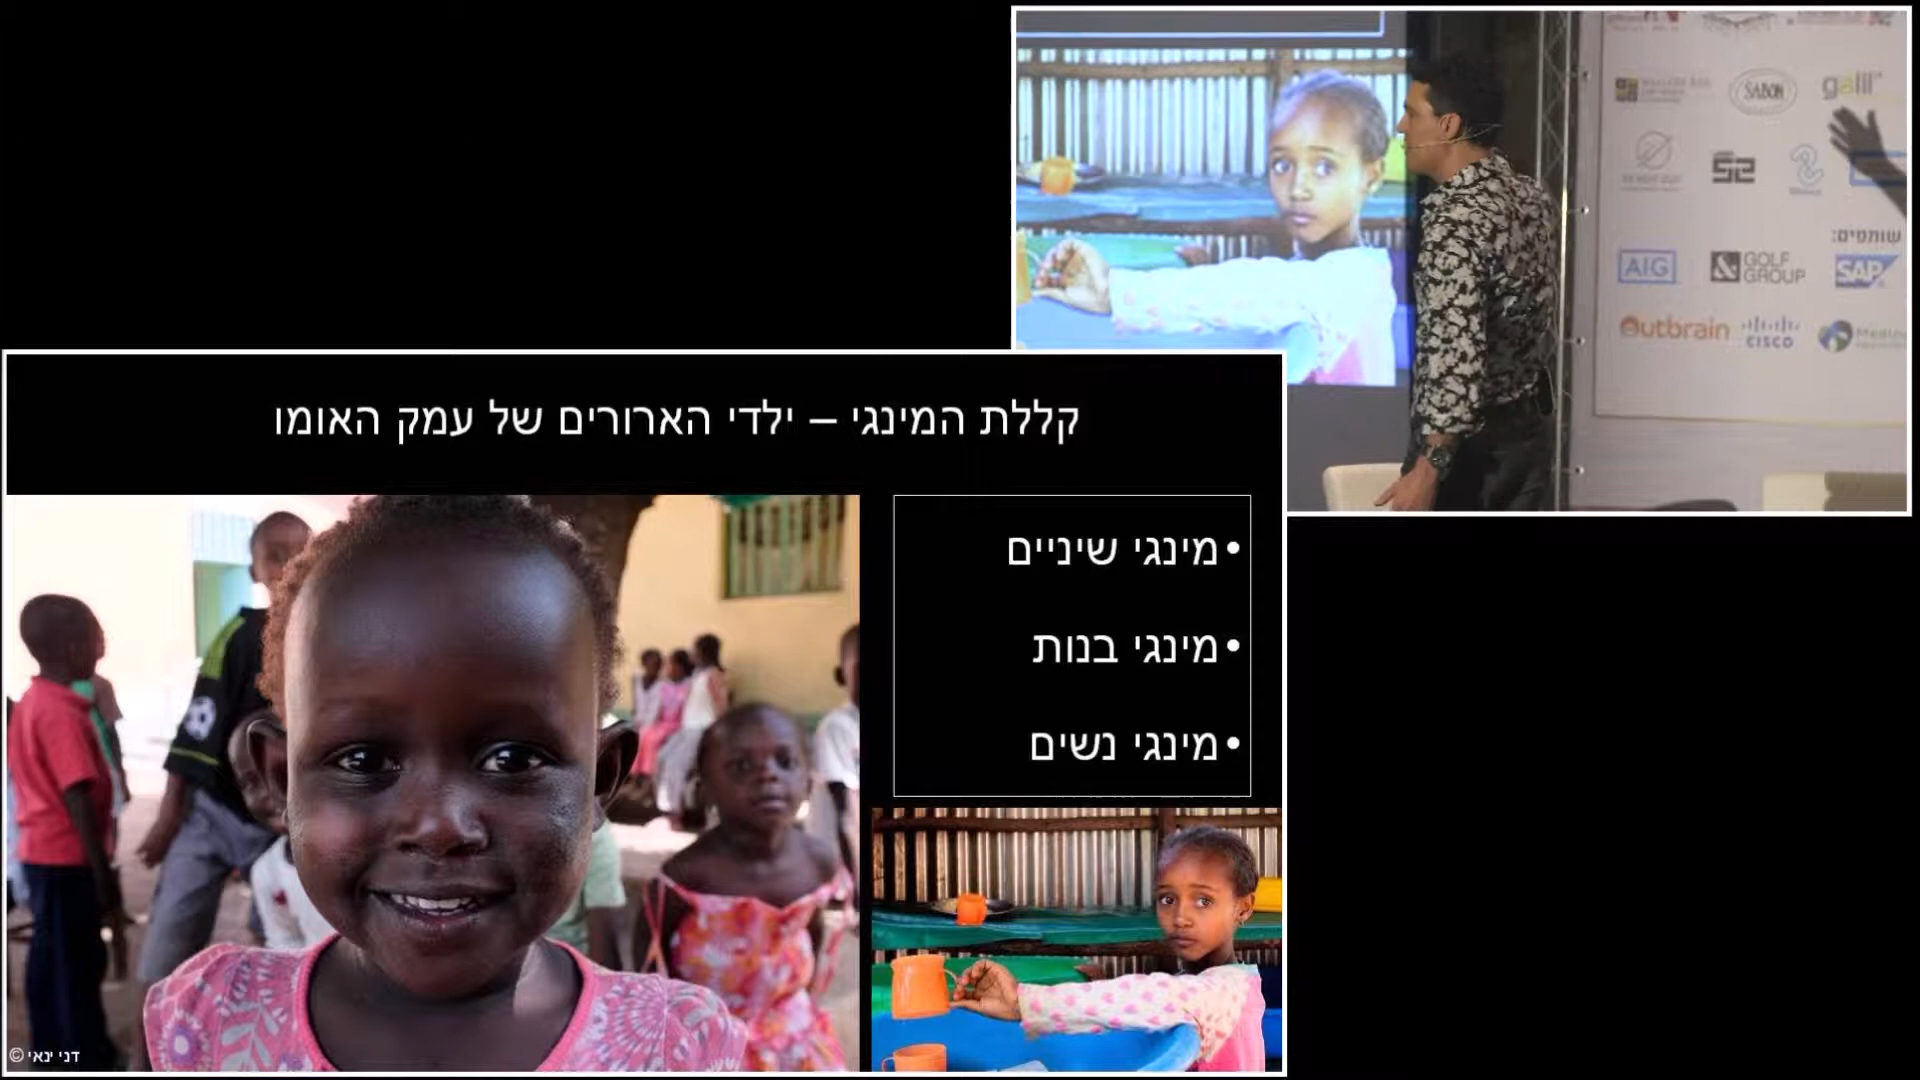 SABON
galil
שותפים:
AIG
GOLF
GROUP
SAP
Outbrain
CISCO
קללת המינגי – ילדי הארורים של עמק האומו
•מינגי שיניים
•מינגי בנות
•מינגי נשים
© דני ינאי